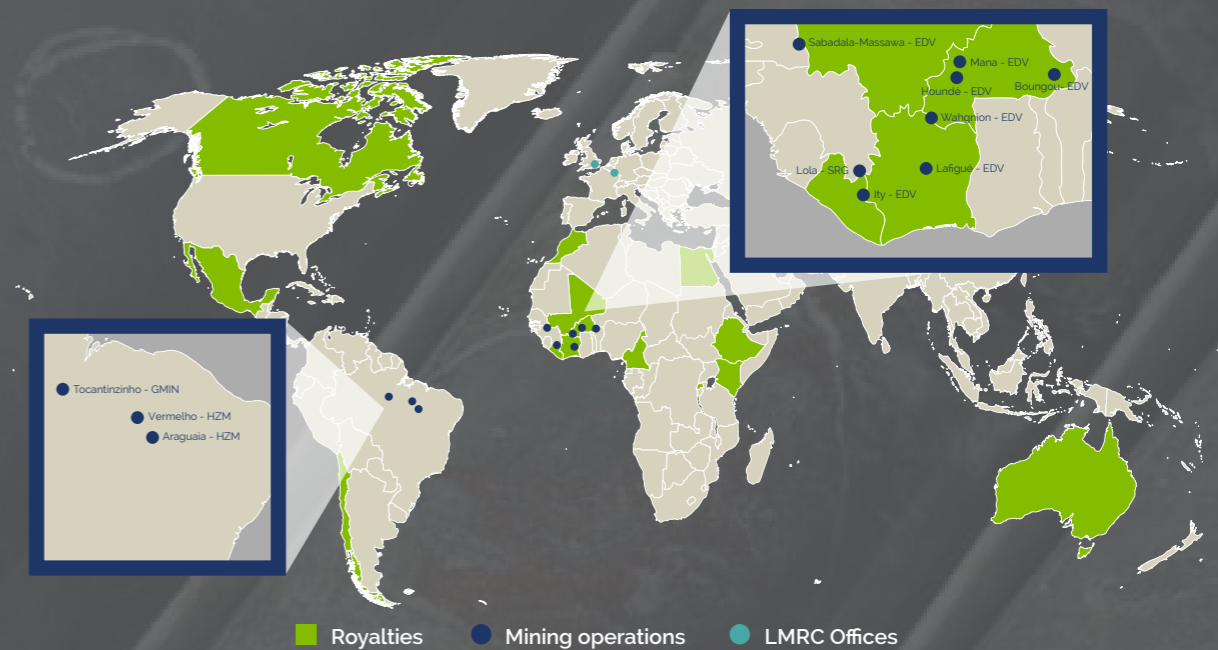 Sabadala-Massawa - EDV
Mana - EDV
Houndé - EDV
Boungou- EDV
Wahgnion - EDV
Lola - SRG
Lafigué - EDV
Ity - EDV
Tocantinzinho - GMIN
Vermelho - HZM
Araguaia - HZM
Royalties
Mining operations
LMRC Offices